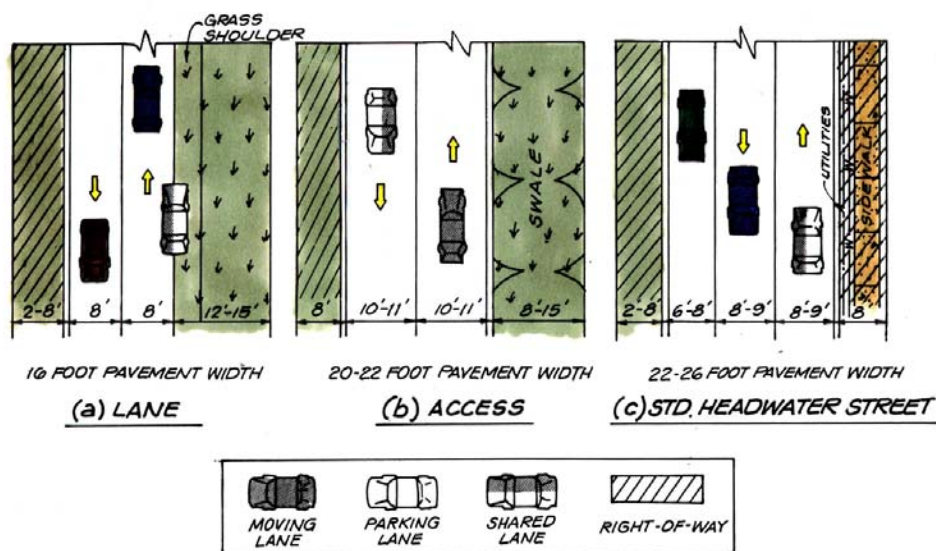 GRASS
SHOULDER
2-8'
8'
8'
12'-15'
16 FOOT PAVEMENT WIDTH
(a) LANE
SWALE
8'
10'-11'
10'-11'
8-15'
20-22 FOOT PAVEMENT WIDTH
(b) ACCESS
UTILITIES
W
W
W
S
SIDEWALK
S
S
2-8'
6'-8'
8'-9'
8'-9'
8'
22-26 FOOT PAVEMENT WIDTH
(c) STD. HEADWATER STREET
MOVING
LANE
PARKING
LANE
SHARED
LANE
RIGHT-OF-WAY